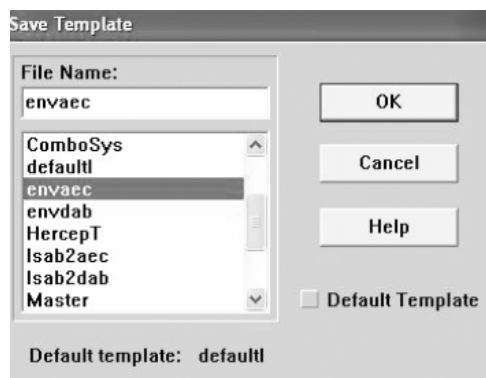 Save Template
File Name:
envaec
OK
ComboSys
defaultl
envaec
Cancel
envdab
HercepT
Help
lsab2aec
lsab2dab
Master
Default Template
Default template: defaultl